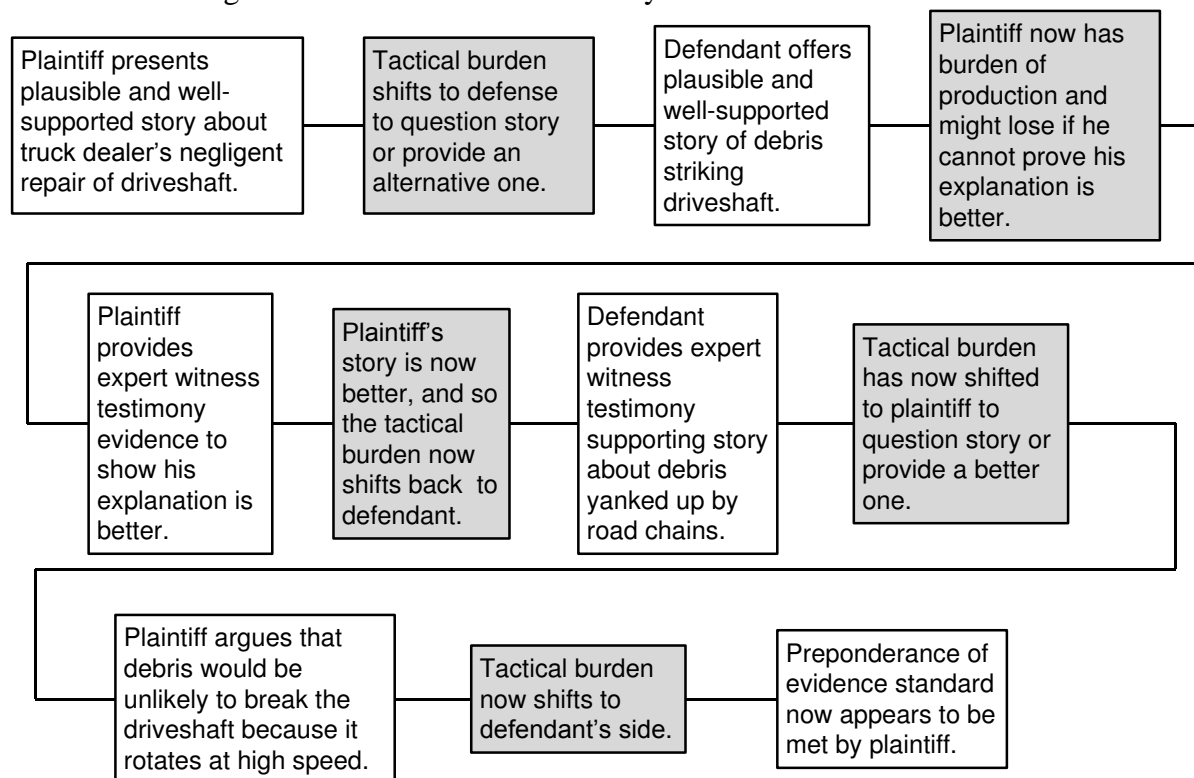 Plaintiff presents
plausible and well-
supported story about
truck dealer's negligent
repair of driveshaft.
Tactical burden
shifts to defense
to question story
or provide an
alternative one.
Defendant offers
plausible and
well-supported
story of debris
striking
driveshaft.
Plaintiff now has
burden of
production and
might lose if he
cannot prove his
explanation is
better.
Plaintiff
provides
expert witness
testimony
evidence to
show his
explanation is
better.
Plaintiff's
story is now
better, and so
the tactical
burden now
shifts back to
defendant.
Defendant
provides expert
witness
testimony
supporting story
about debris
yanked up by
road chains.
Tactical burden
has now shifted
to plaintiff to
question story or
provide a better
one.
Plaintiff argues that
debris would be
unlikely to break the
driveshaft because it
rotates at high speed.
Tactical burden
now shifts to
defendant's side.
Preponderance of
evidence standard
now appears to be
met by plaintiff.